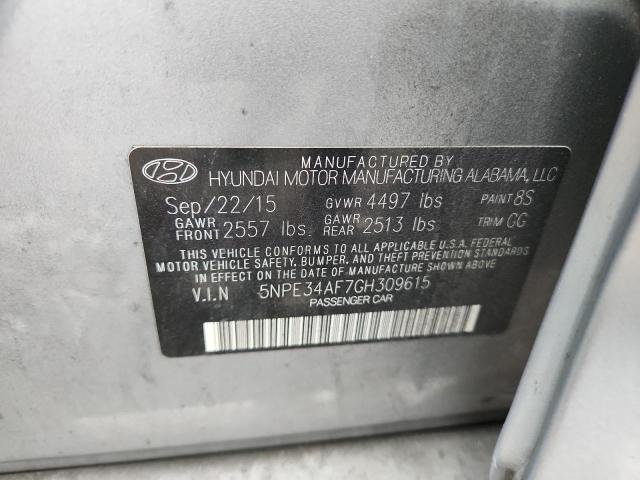 MANUFACTURED BY
HYUNDAI MOTOR MANUFACTURING ALABAMA, LLC
Sep/22/15 GVWR 4497 lbs PAINT 8S
GAWR FRONT 2557 lbs. GAWR REAR 2513 lbs TRIM GG
THIS VEHICLE CONFORMS TO ALL APPLICABLE U.S.A. FEDERAL
MOTOR VEHICLE SAFETY, BUMPER, AND THEFT PREVENTION
STANDARDS IN EFFECT ON THE DATE OF MANUFACTURE SHOWN ABOVE.
V.I.N 5NPE34AF7GH309615
PASSENGER CAR